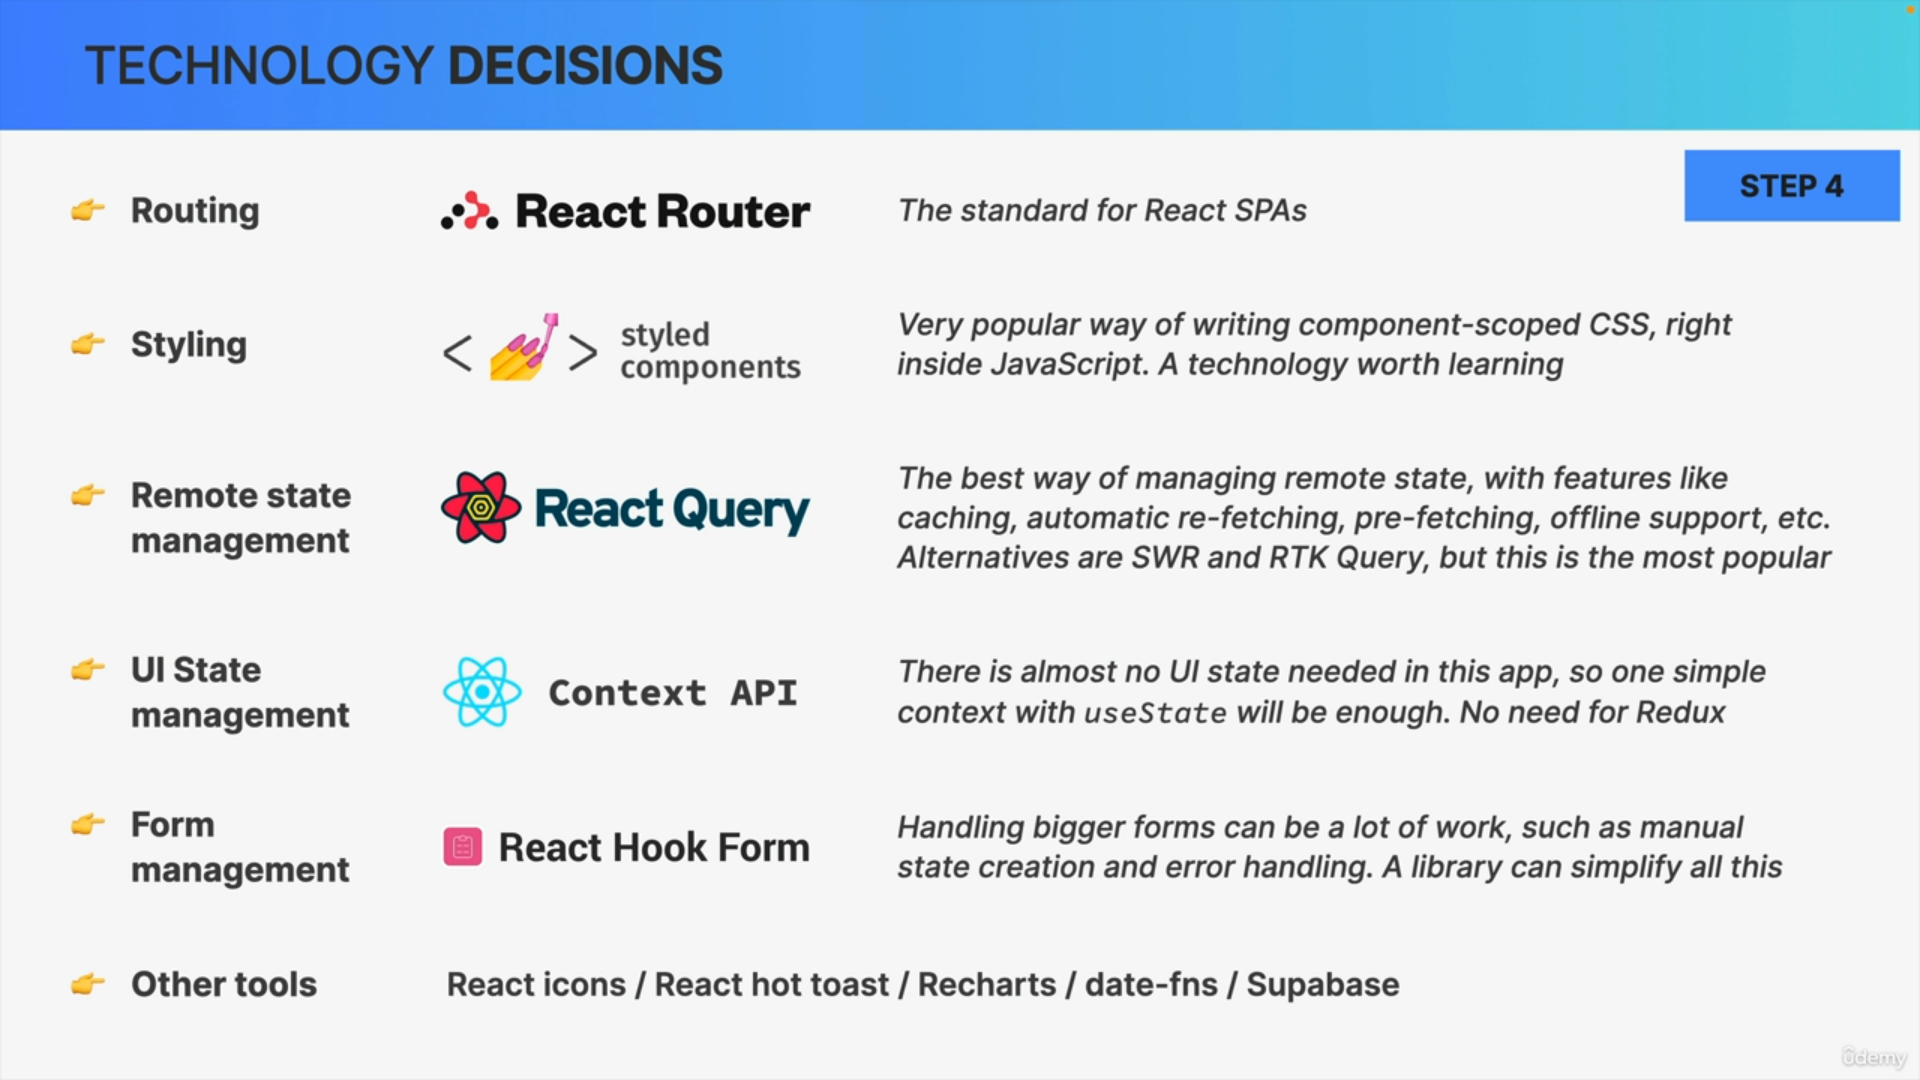 TECHNOLOGY DECISIONS
STEP 4
Routing
React Router
The standard for React SPAs
Styling
styled
components
Very popular way of writing component-scoped CSS, right
inside JavaScript. A technology worth learning
Remote state
management
React Query
The best way of managing remote state, with features like
caching, automatic re-fetching, pre-fetching, offline support, etc.
Alternatives are SWR and RTK Query, but this is the most popular
UI State
management
Context API
There is almost no UI state needed in this app, so one simple
context with useState will be enough. No need for Redux
Form
management
React Hook Form
Handling bigger forms can be a lot of work, such as manual
state creation and error handling. A library can simplify all this
Other tools
React icons / React hot toast / Recharts / date-fns / Supabase
ûdemy